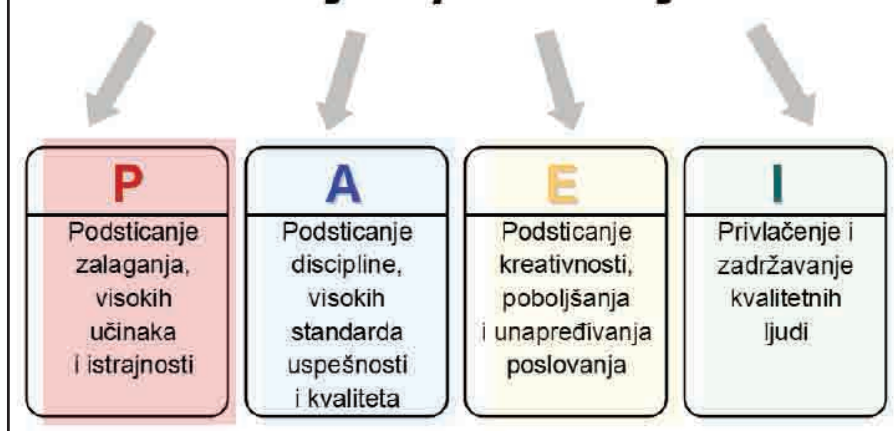 P
Podsticanje
zalaganja,
visokih
učinaka
i istrajnosti
A
Podsticanje
discipline,
visokih
standarda
uspešnosti
i kvaliteta
E
Podsticanje
kreativnosti,
poboljšanja
i unapređivanja
poslovanja
I
Privlačenje i
zadržavanje
kvalitetnih
ljudi